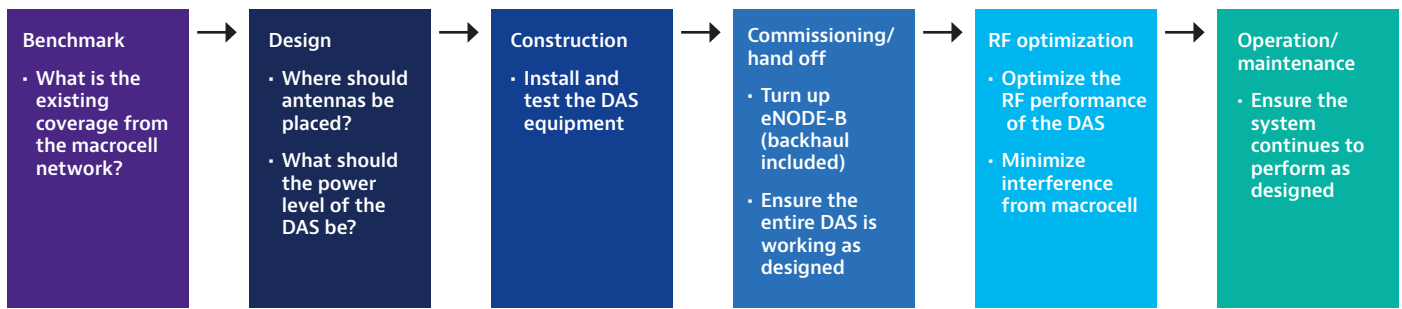 Benchmark
· What is the
existing
coverage from
the macrocell
network?
Design
· Where should
antennas be
placed?
· What should
the power
level of the
DAS be?
Construction
· Install and
test the DAS
equipment
Commissioning/
hand off
· Turn up
eNODE-B
(backhaul
included)
· Ensure the
entire DAS is
working as
designed
RF optimization
· Optimize the
RF performance
of the DAS
· Minimize
interference
from macrocell
Operation/
maintenance
· Ensure the
system
continues to
perform as
designed